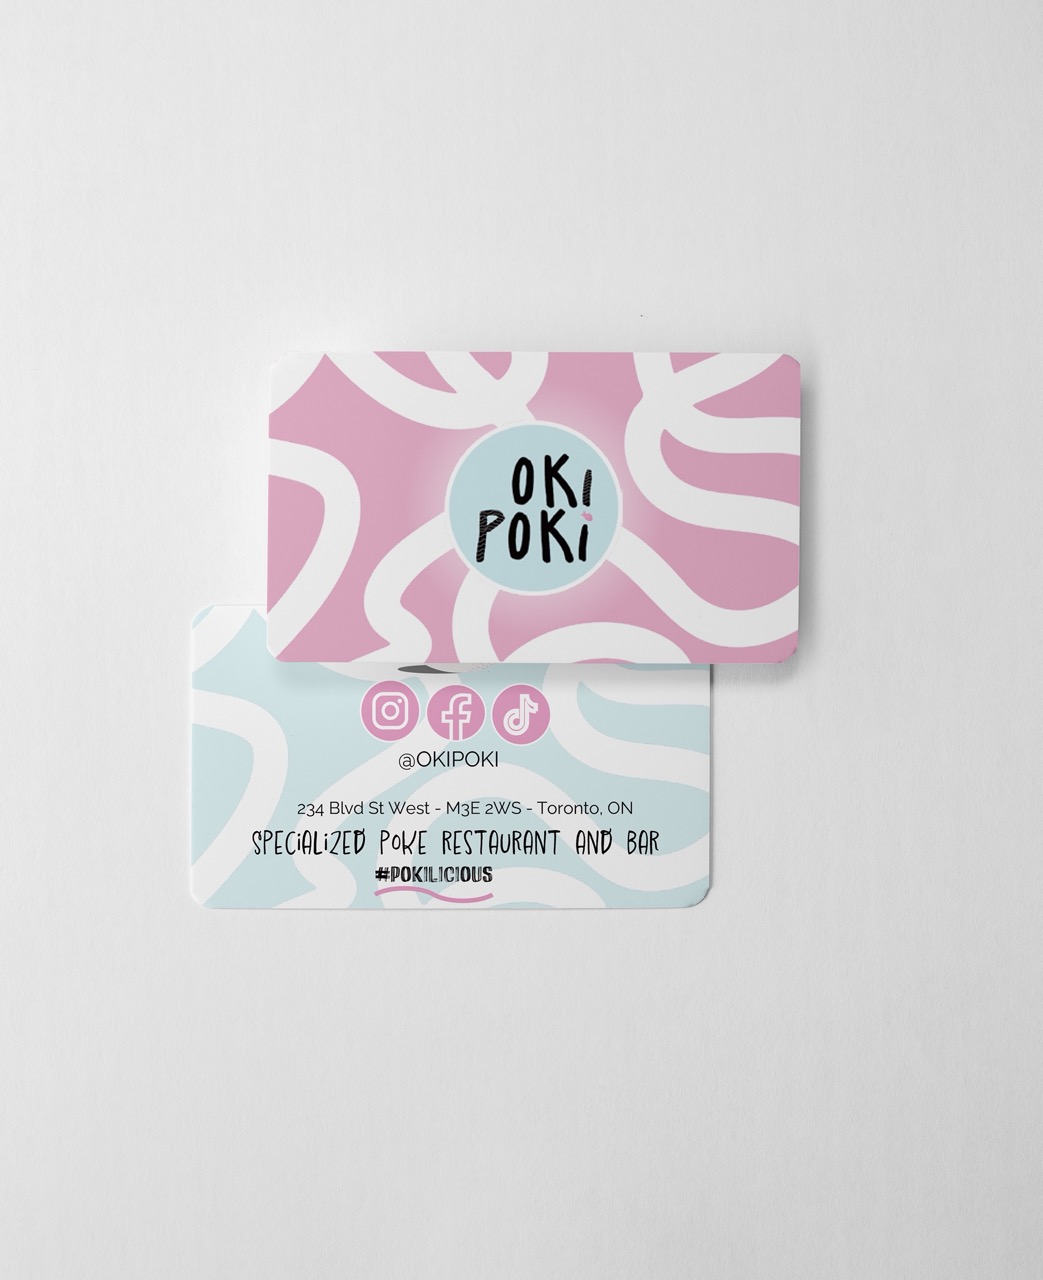 OKi
POKi
@OKIPOKI
234 Blvd St West - M3E 2WS - Toronto, ON
SPECiALiZED POKE RESTAURANT AND BAR
#POKILICIOUS